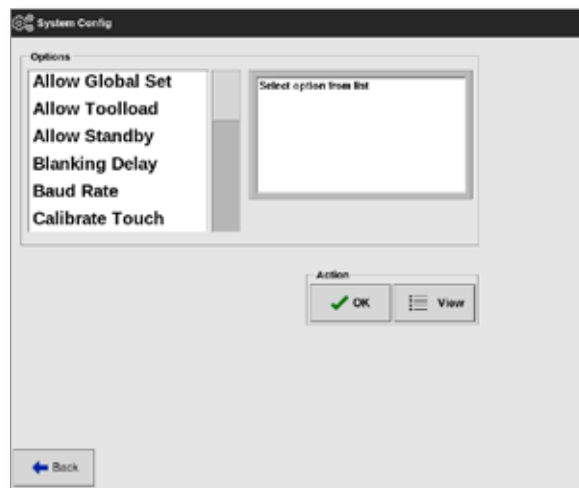 System Config
Options
Allow Global Set
Allow Toolload
Allow Standby
Blanking Delay
Baud Rate
Calibrate Touch
Select option from list
Action
OK
View
Back